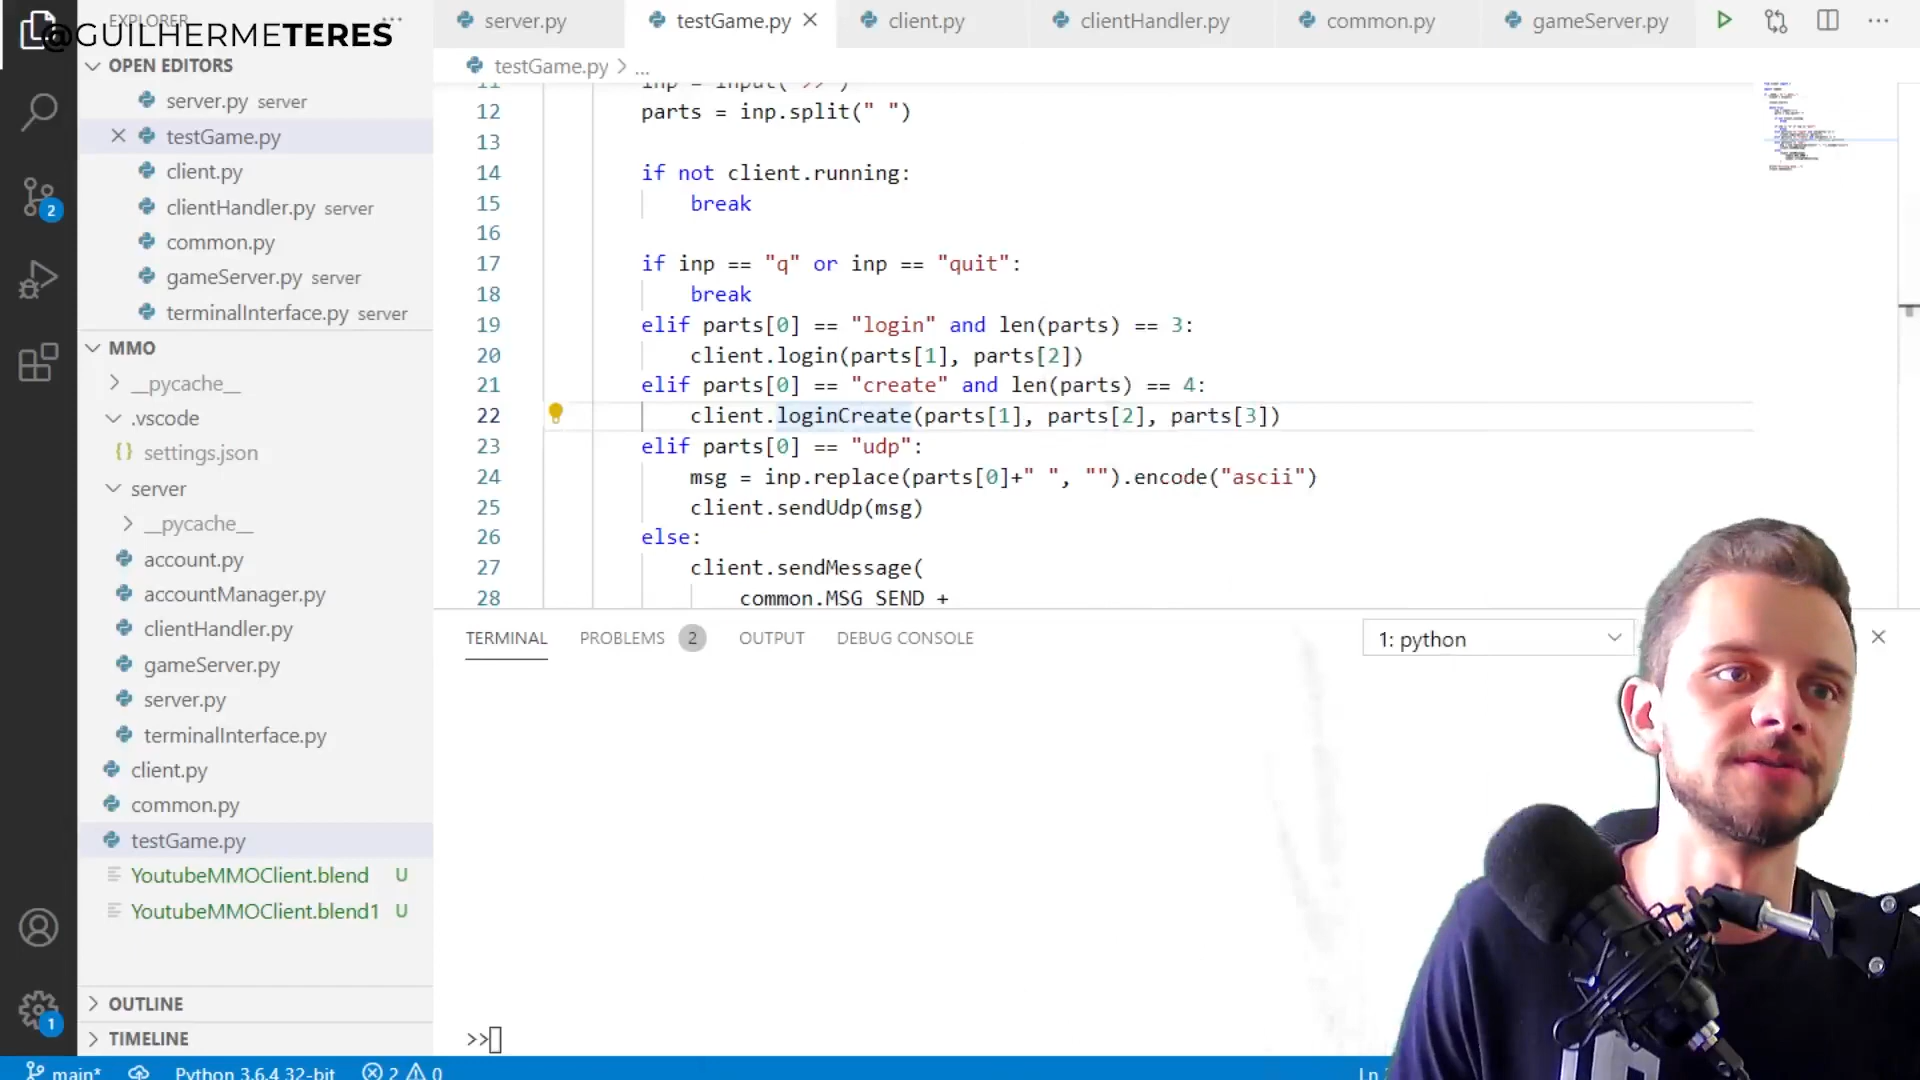 EXPLORER
...
@GUILHERMETERES
OPEN EDITORS
server.py server
testGame.py
client.py
clientHandler.py server
common.py
gameServer.py server
terminalInterface.py server
MMO
__pycache__
.vscode
settings.json
server
__pycache__
account.py
accountManager.py
clientHandler.py
gameServer.py
server.py
terminalInterface.py
client.py
common.py
testGame.py
YoutubeMMOClient.blend U
YoutubeMMOClient.blend1 U
OUTLINE
TIMELINE
2
1
server.py testGame.py client.py clientHandler.py common.py gameServer.py
testGame.py > ...
11 inp = input(">>")
12 parts = inp.split(" ")
13
14 if not client.running:
15 break
16
17 if inp == "q" or inp == "quit":
18 break
19 elif parts[0] == "login" and len(parts) == 3:
20 client.login(parts[1], parts[2])
21 elif parts[0] == "create" and len(parts) == 4:
22 client.loginCreate(parts[1], parts[2], parts[3])
23 elif parts[0] == "udp":
24 msg = inp.replace(parts[0]+" ", "").encode("ascii")
25 client.sendUdp(msg)
26 else:
27 client.sendMessage(
28 common.MSG_SEND +
TERMINAL PROBLEMS 2 OUTPUT DEBUG CONSOLE 1: python
>>
main* Python 3.6.4 32-bit 2 0 Ln